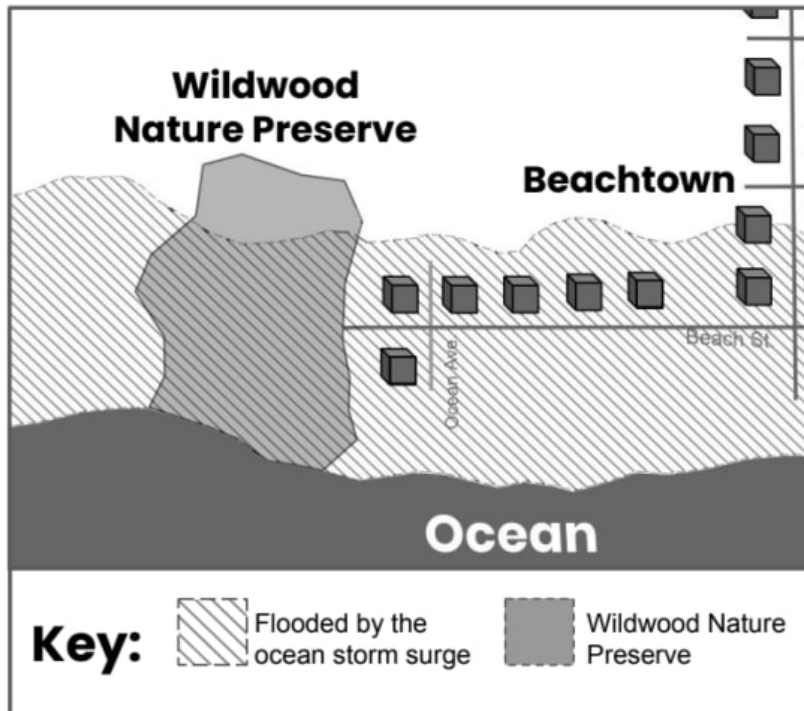 Wildwood
Nature Preserve
Beachtown
Beach St.
Ocean Ave.
Ocean
Key:
Flooded by the
ocean storm surge
Wildwood Nature
Preserve